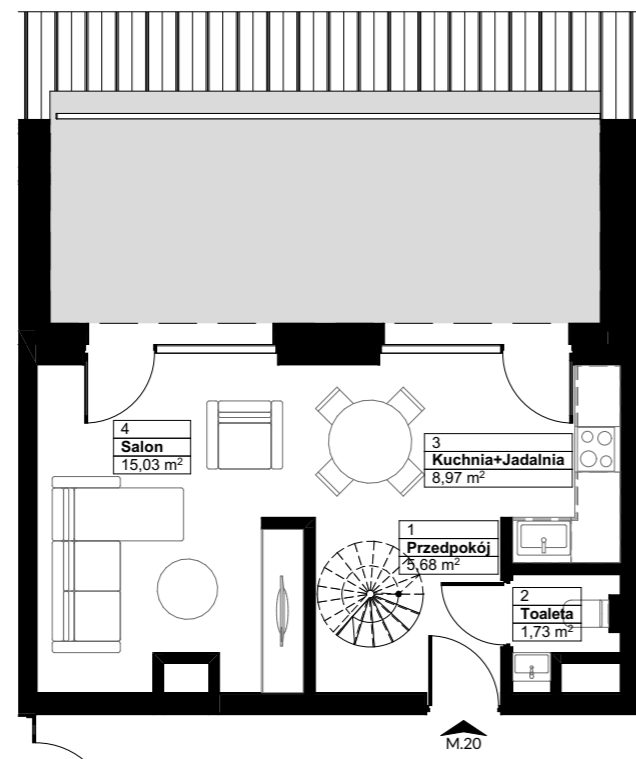 4
Salon
15,03 m²
3
Kuchnia+Jadalnia
8,97 m²
1
Przedpokój
5,68 m²
2
Toaleta
1,73 m²
M.20